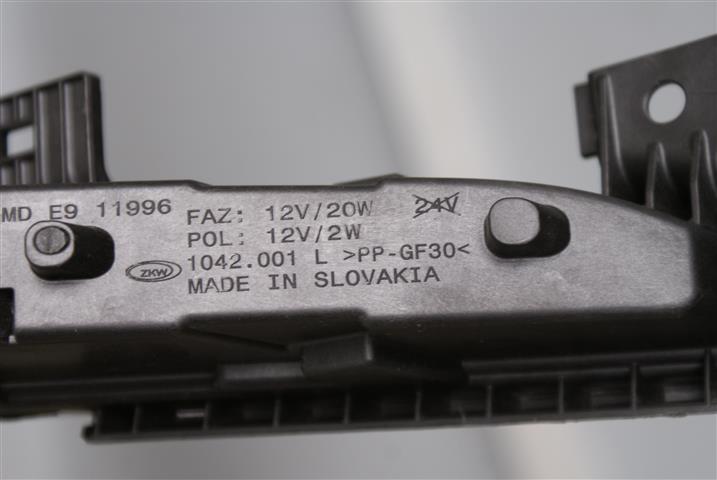 MD E9 11996
FAZ: 12V/20W 24V
POL: 12V/2W
ZKW 1042.001 L >PP-GF30<
MADE IN SLOVAKIA